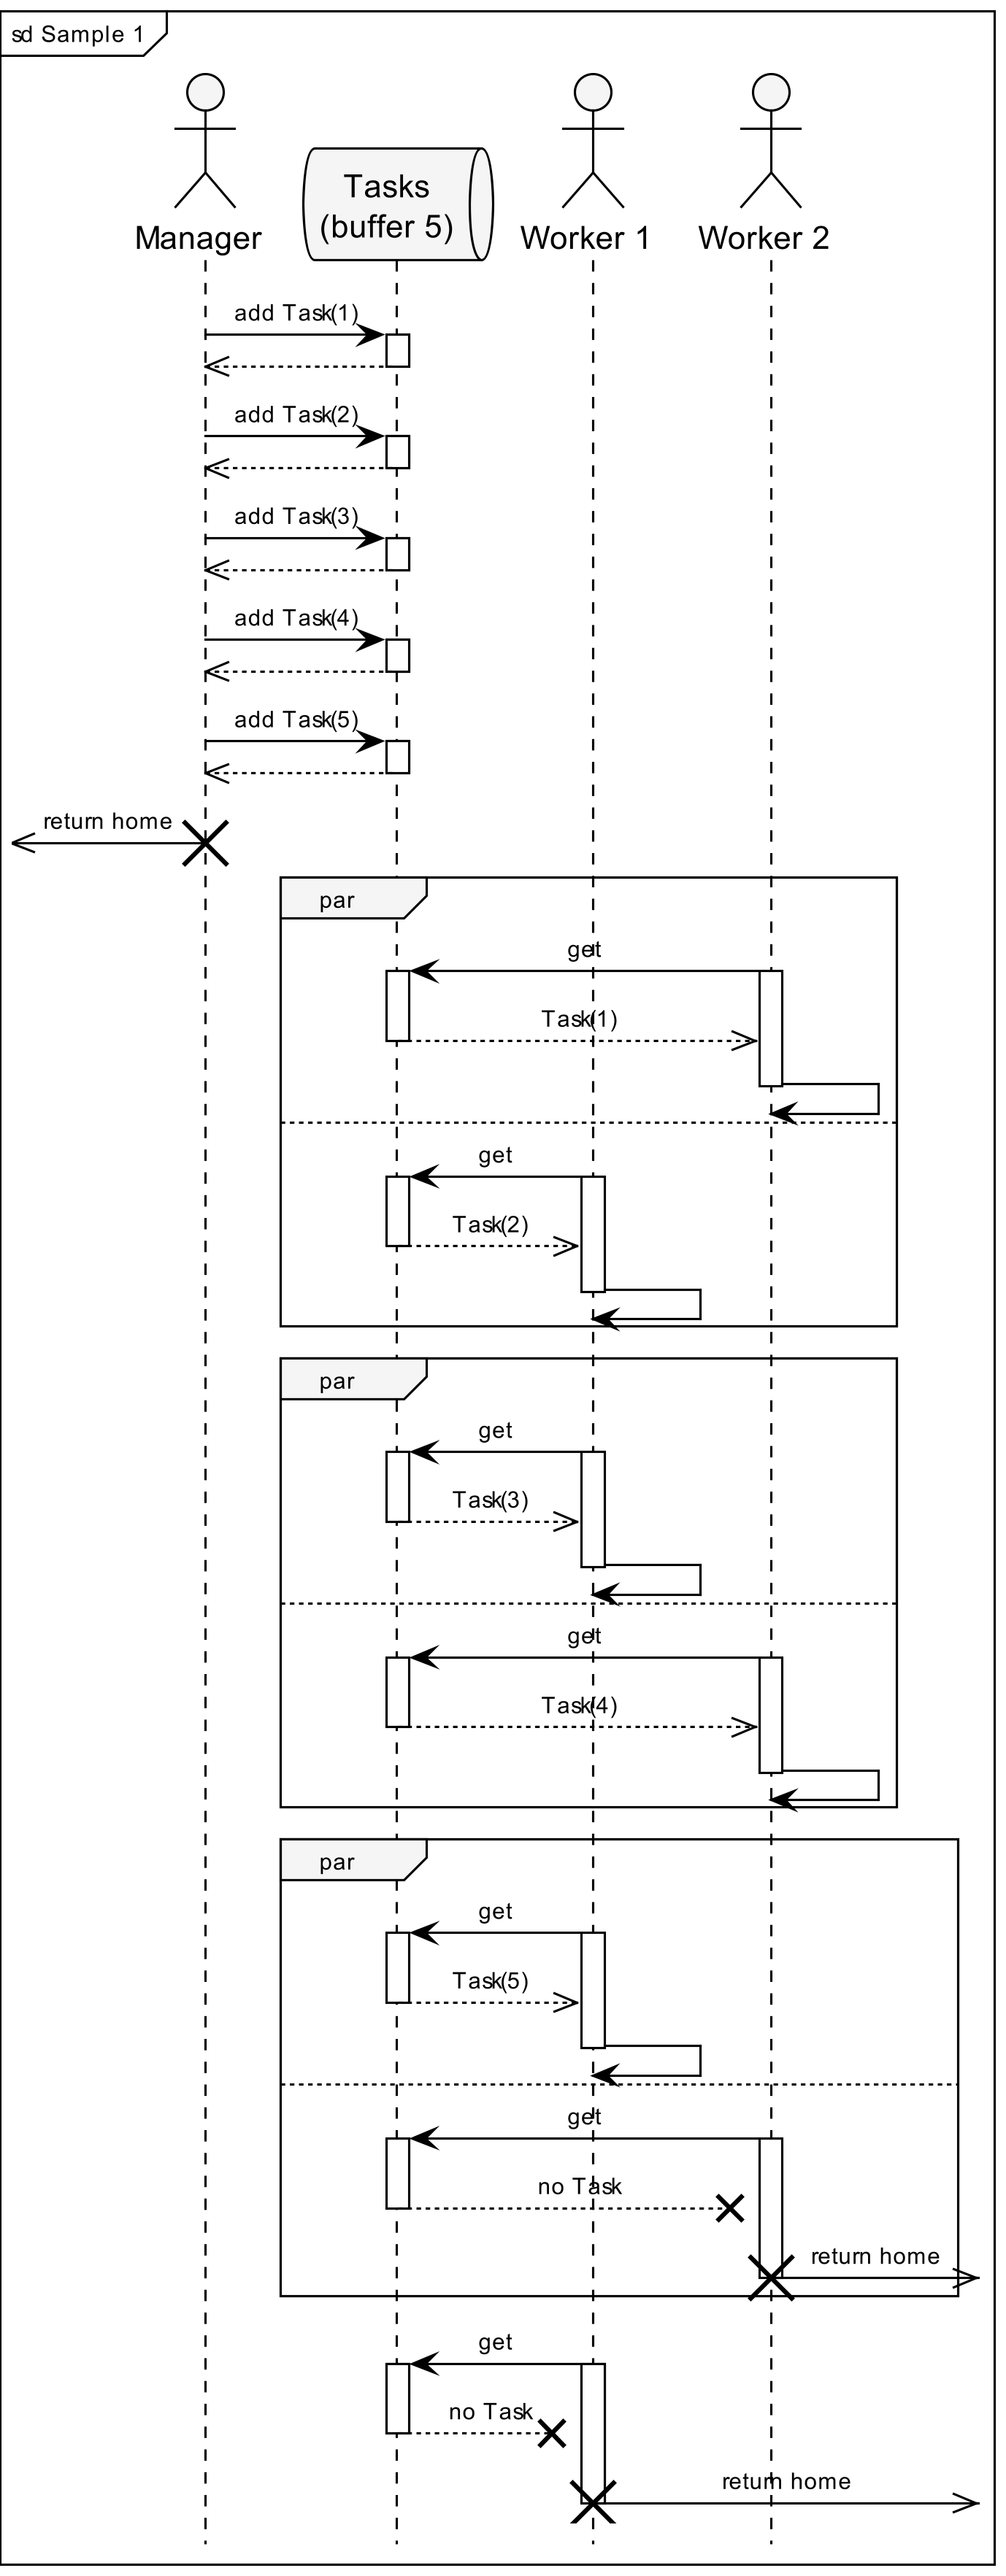 sd Sample 1
Manager
Tasks
(buffer 5)
Worker 1
Worker 2
add Task(1)
add Task(2)
add Task(3)
add Task(4)
add Task(5)
return home
par
get
Task(1)
get
Task(2)
par
get
Task(3)
get
Task(4)
par
get
Task(5)
get
no Task
return home
get
no Task
return home